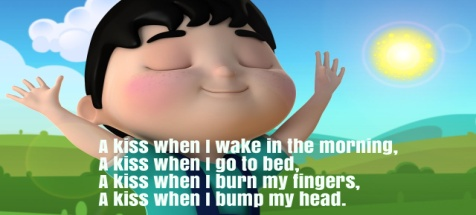 A kiss when I wake in the morning,
A kiss when I go to bed,
A kiss when I burn my fingers,
A kiss when I bump my head.